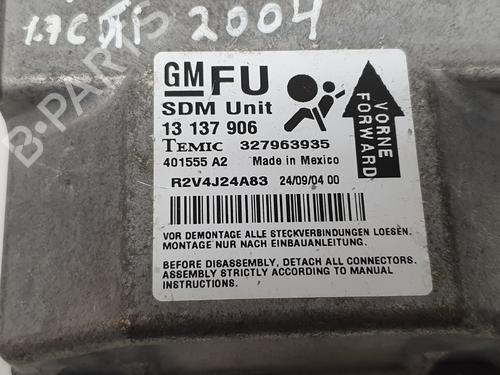 1.7 CDTI 2004
B-PARTS
GM FU
SDM Unit
13 137 906
TEMIC 327963935
401555 A2 Made in Mexico
R2V4J24A83 24/09/04 00
VORNE
FORWARD
VOR DEMONTAGE ALLE STECKVERBINDUNGEN LOESEN.
MONTAGE NUR NACH EINBAUANLEITUNG.
BEFORE DISASSEMBLY, DETACH ALL CONNECTORS.
ASSEMBLY STRICTLY ACCORDING TO MANUAL
INSTRUCTIONS.